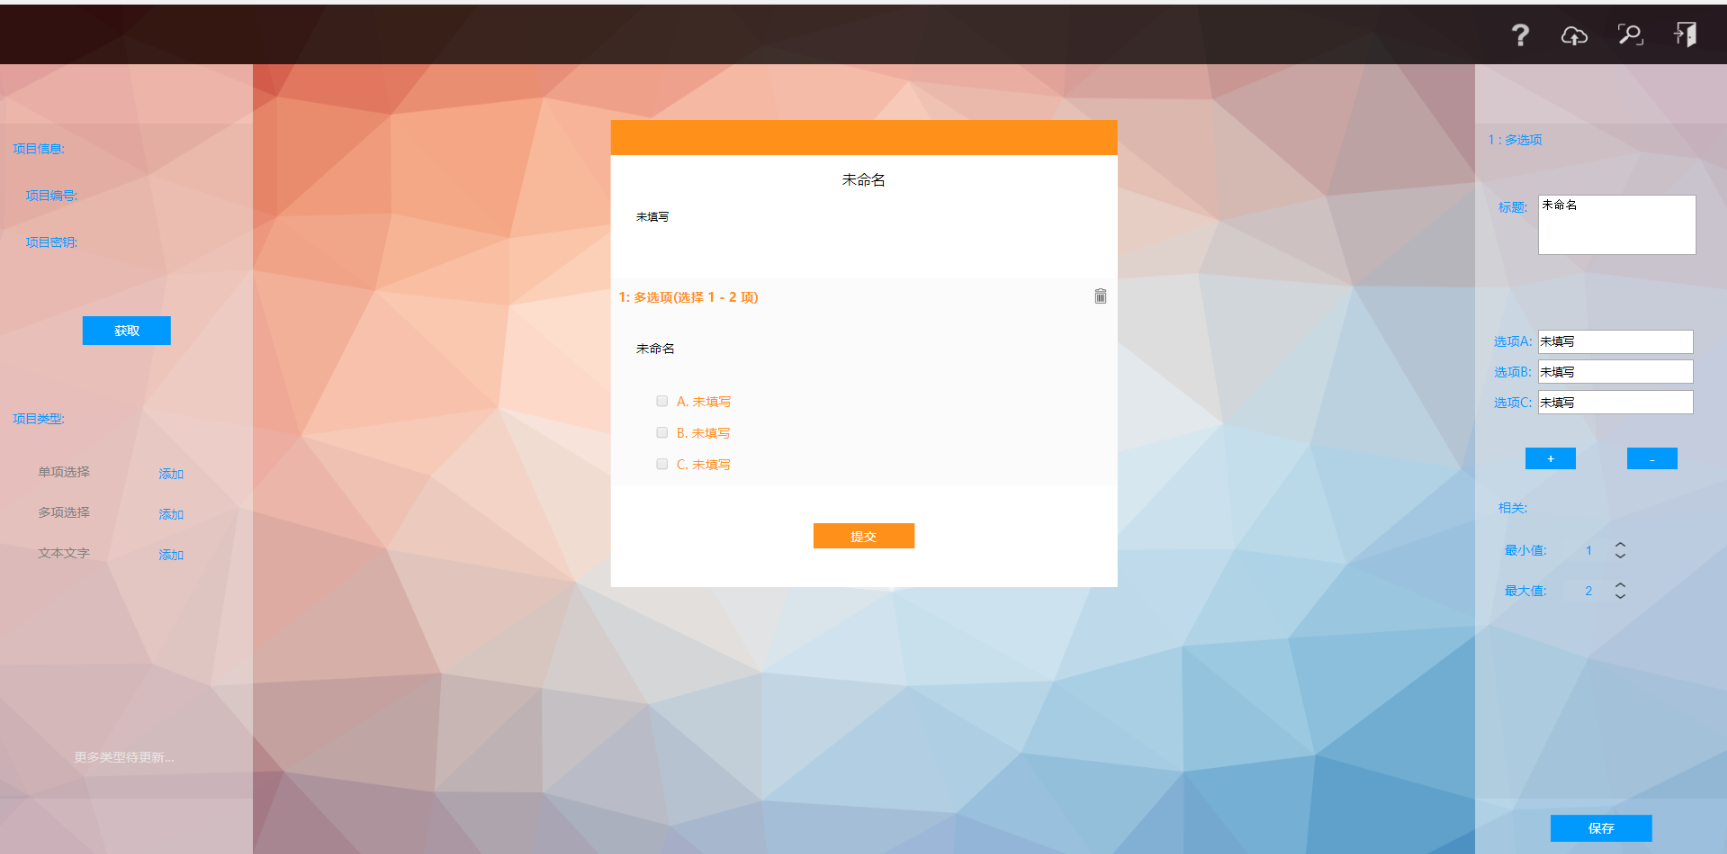 项目信息:
项目编号:
项目密钥:
获取
项目类型:
单项选择 添加
多项选择 添加
文本文字 添加
更多类型待更新...
未命名
未填写
1: 多选项(选择 1 - 2 项)
未命名
A. 未填写
B. 未填写
C. 未填写
提交
1 : 多选项
标题: 未命名
选项A: 未填写
选项B: 未填写
选项C: 未填写
+ -
相关:
最小值: 1
最大值: 2
保存